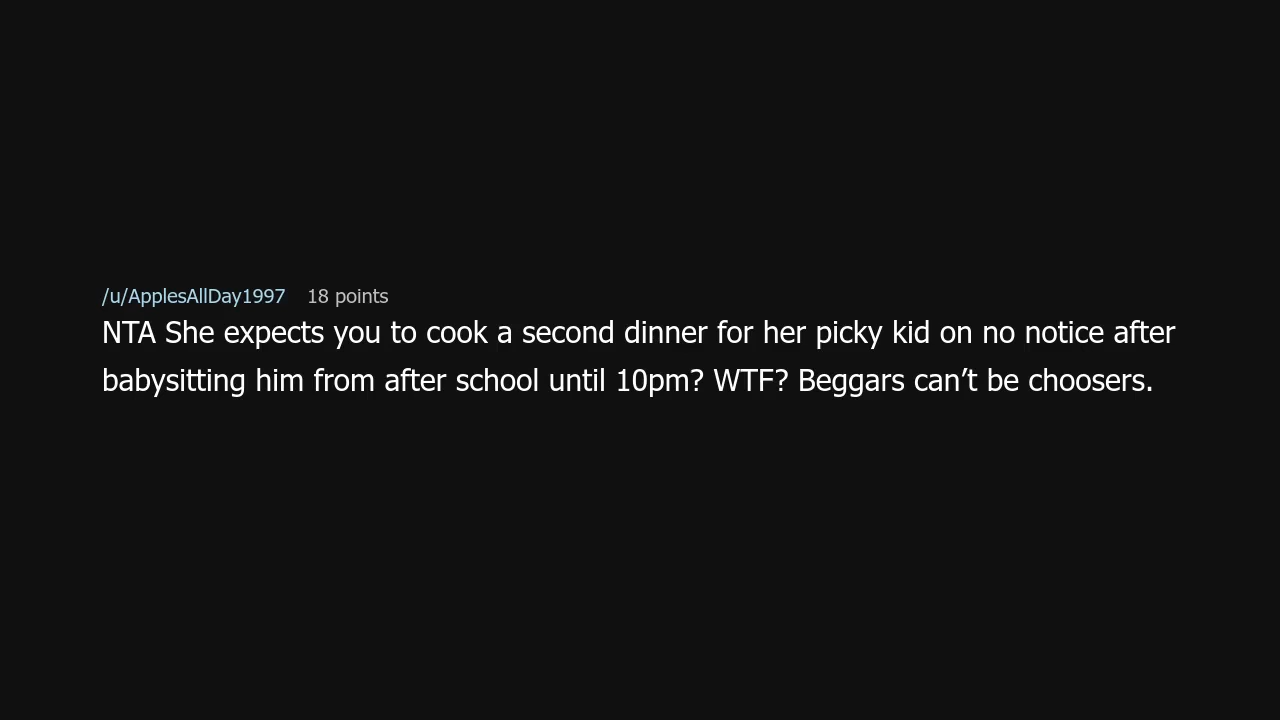 /u/ApplesAllDay1997 18 points
NTA She expects you to cook a second dinner for her picky kid on no notice after
babysitting him from after school until 10pm? WTF? Beggars can’t be choosers.